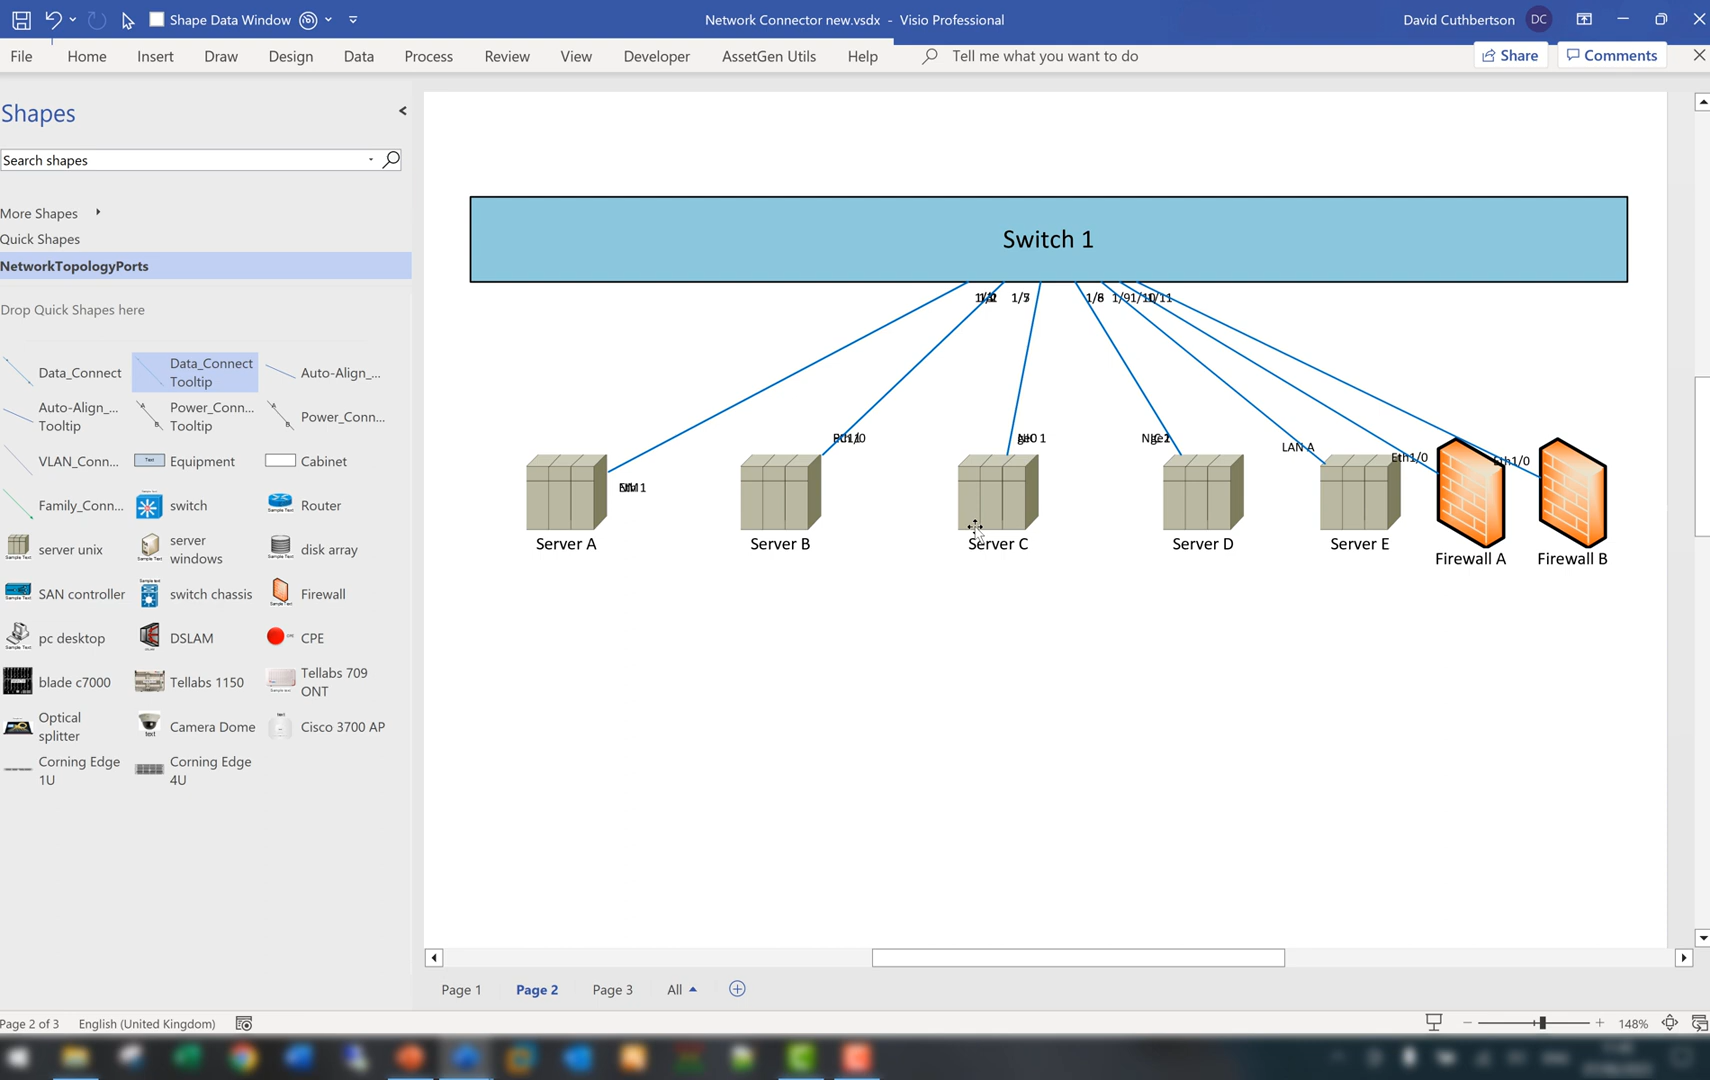 Shape Data Window
Network Connector new.vsdx - Visio Professional
David Cuthbertson
DC
File Home Insert Draw Design Data Process Review View Developer AssetGen Utils Help Tell me what you want to do
Share
Comments
Shapes
Search shapes
More Shapes
Quick Shapes
NetworkTopologyPorts
Drop Quick Shapes here
Data_Connect
Data_Connect
Tooltip
Auto-Align_...
Auto-Align_...
Tooltip
Power_Conn...
Tooltip
Power_Conn...
VLAN_Conn...
Equipment
Cabinet
Family_Conn...
switch
Router
server unix
server
windows
disk array
SAN controller
switch chassis
Firewall
pc desktop
DSLAM
CPE
blade c7000
Tellabs 1150
Tellabs 709
ONT
Optical
splitter
Camera Dome
Cisco 3700 AP
Corning Edge
1U
Corning Edge
4U
Switch 1
1/9
1/10
1/11
LAN A
Eth1/0
Eth1/0
Server A
Server B
Server C
Server D
Server E
Firewall A
Firewall B
Page 1
Page 2
Page 3
All
Page 2 of 3
English (United Kingdom)
148%